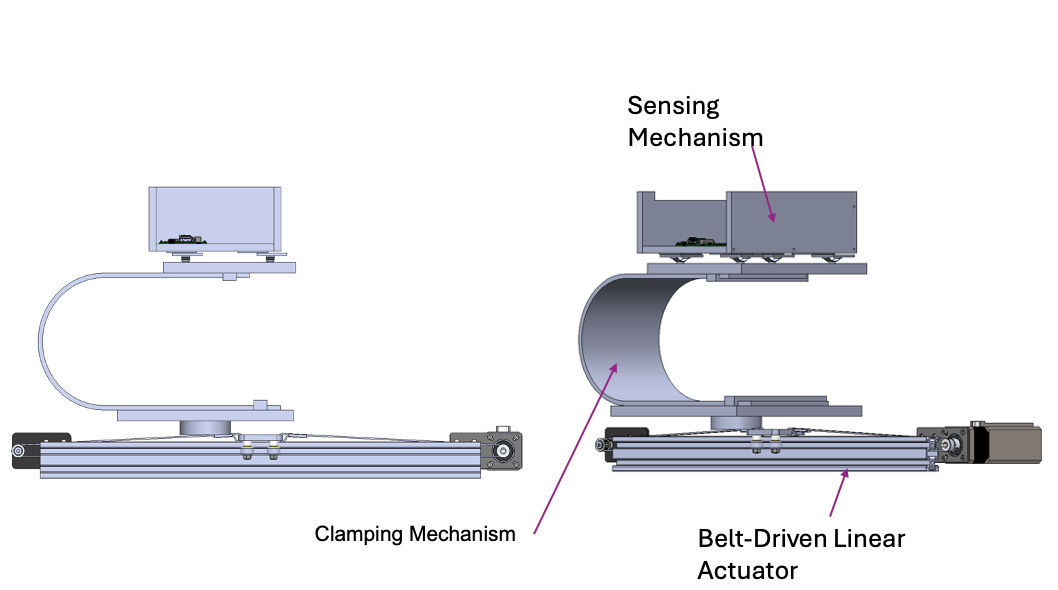 Sensing
Mechanism
Clamping Mechanism
Belt-Driven Linear
Actuator